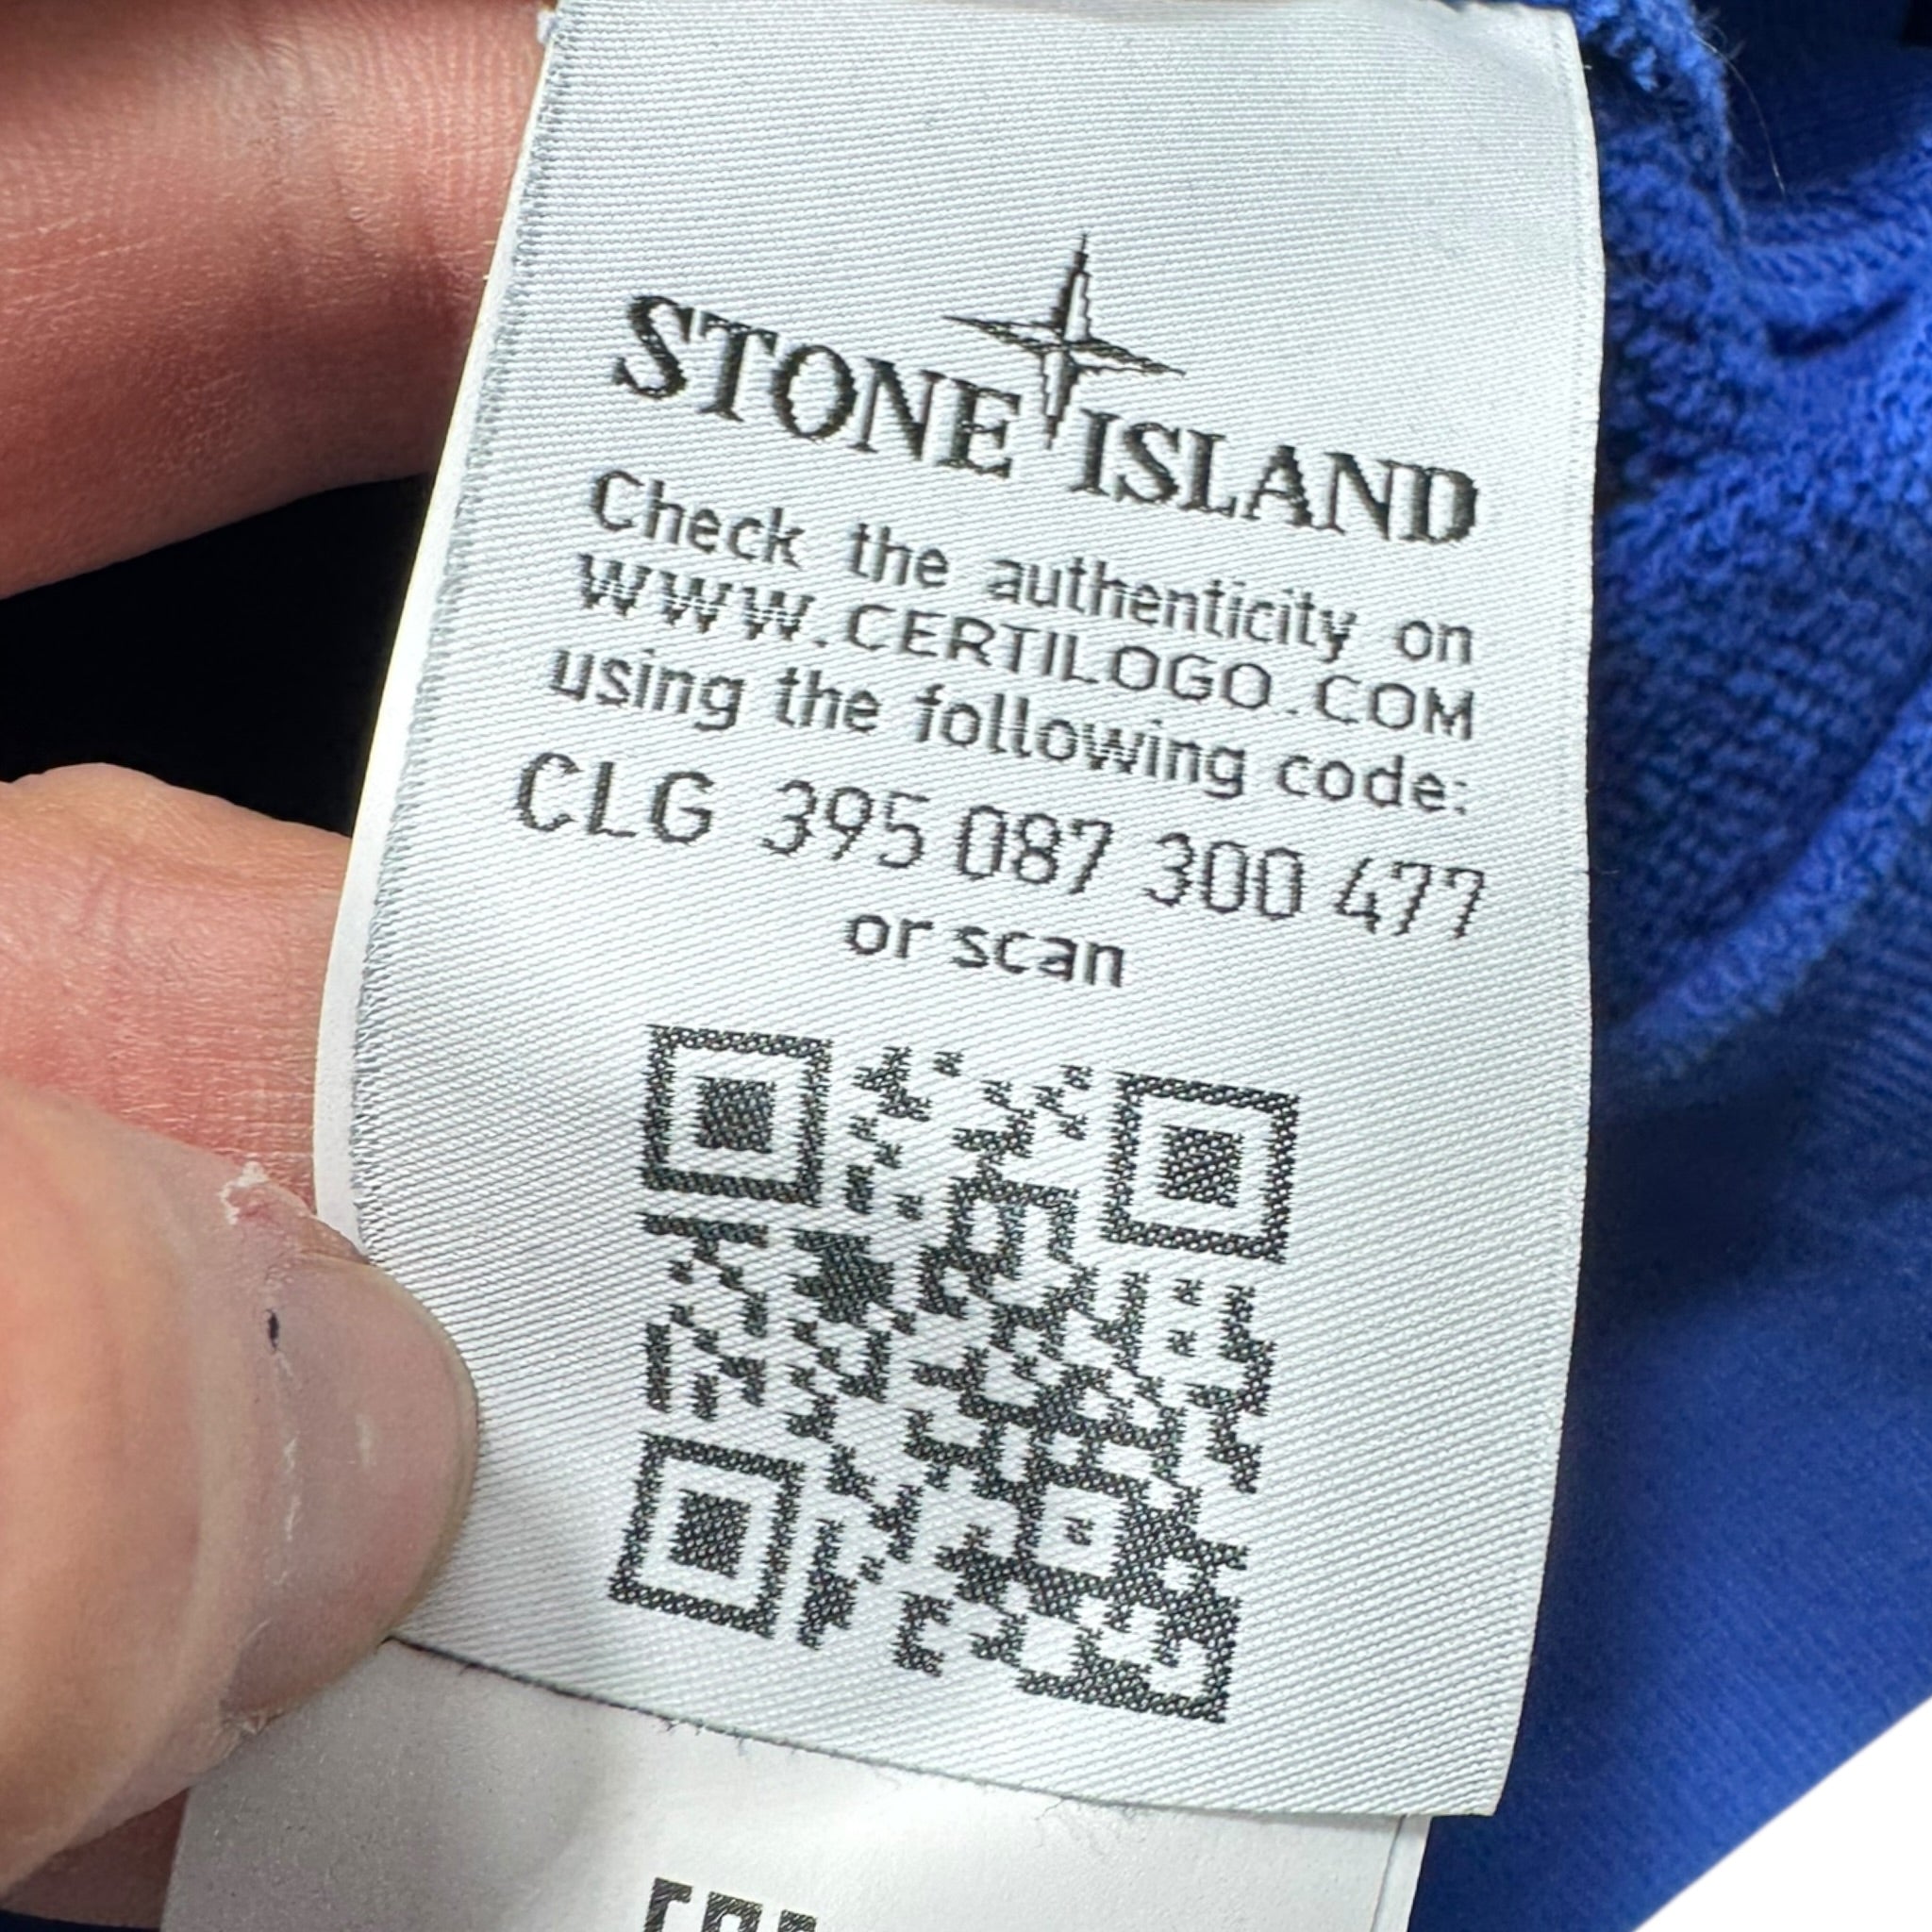 STONE ISLAND
Check the authenticity on
WWW.CERTILOGO.COM
using the following code:
CLG 395 087 300 477
or scan